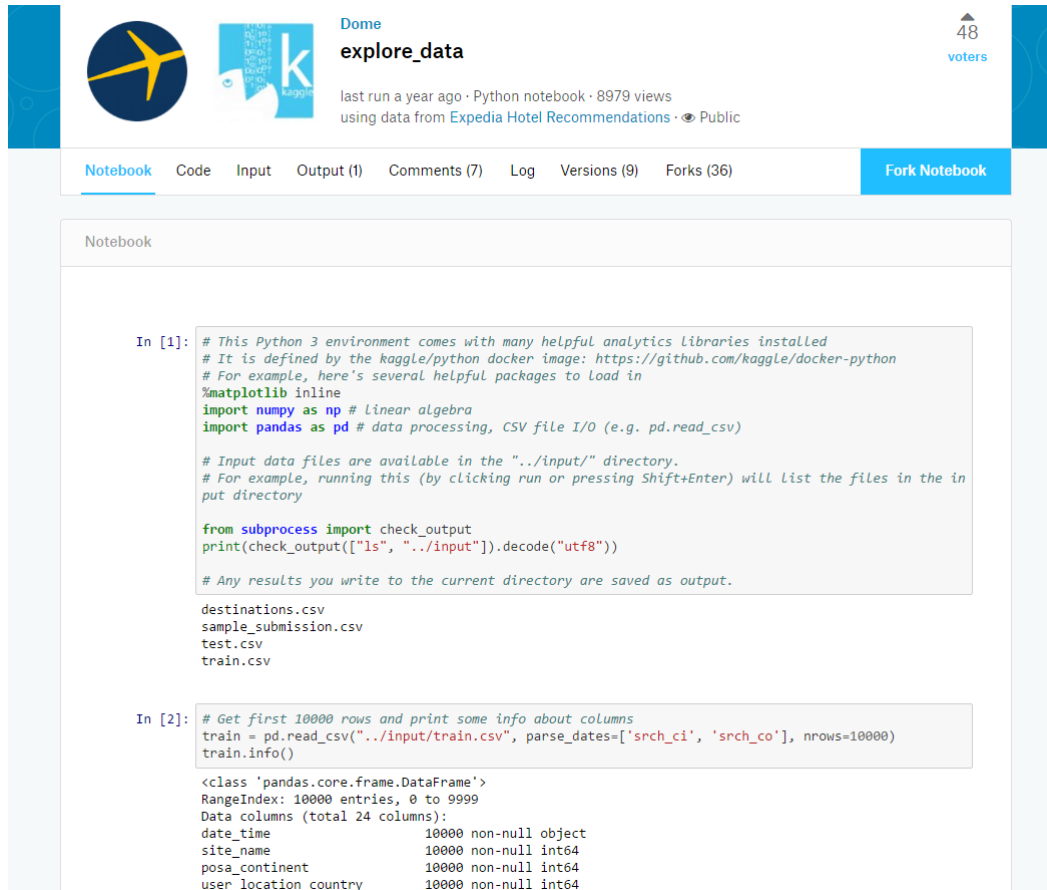 Dome
48
explore_data
voters
kaggle
last run a year ago · Python notebook · 8979 views
using data from Expedia Hotel Recommendations · Public
Notebook Code Input Output (1) Comments (7) Log Versions (9) Forks (36) Fork Notebook
Notebook
In [1]: # This Python 3 environment comes with many helpful analytics libraries installed
# It is defined by the kaggle/python docker image: https://github.com/kaggle/docker-python
# For example, here's several helpful packages to load in
%matplotlib inline
import numpy as np # linear algebra
import pandas as pd # data processing, CSV file I/O (e.g. pd.read_csv)
# Input data files are available in the "../input/" directory.
# For example, running this (by clicking run or pressing Shift+Enter) will list the files in the in
put directory
from subprocess import check_output
print(check_output(["ls", "../input"]).decode("utf8"))
# Any results you write to the current directory are saved as output.
destinations.csv
sample_submission.csv
test.csv
train.csv
In [2]: # Get first 10000 rows and print some info about columns
train = pd.read_csv("../input/train.csv", parse_dates=['srch_ci', 'srch_co'], nrows=10000)
train.info()
<class 'pandas.core.frame.DataFrame'>
RangeIndex: 10000 entries, 0 to 9999
Data columns (total 24 columns):
date_time 10000 non-null object
site_name 10000 non-null int64
posa_continent 10000 non-null int64
user_location_country 10000 non-null int64